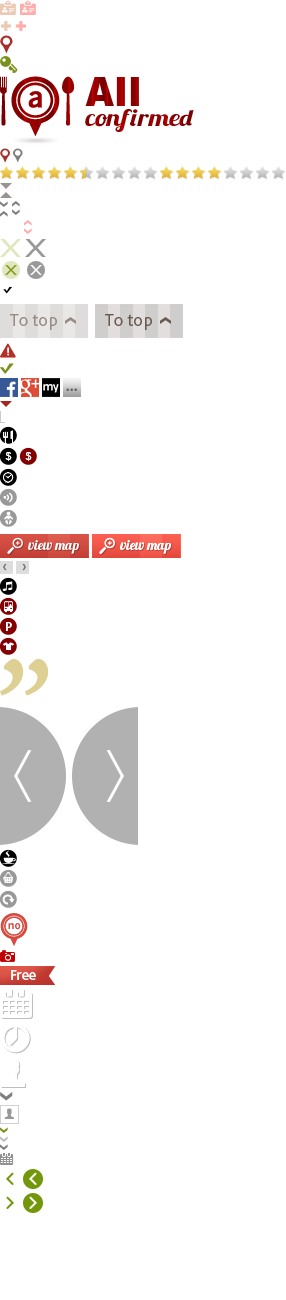 a All
confirmed
To top To top
f g+ my ...
$ $
view map view map
P
”
no
Free